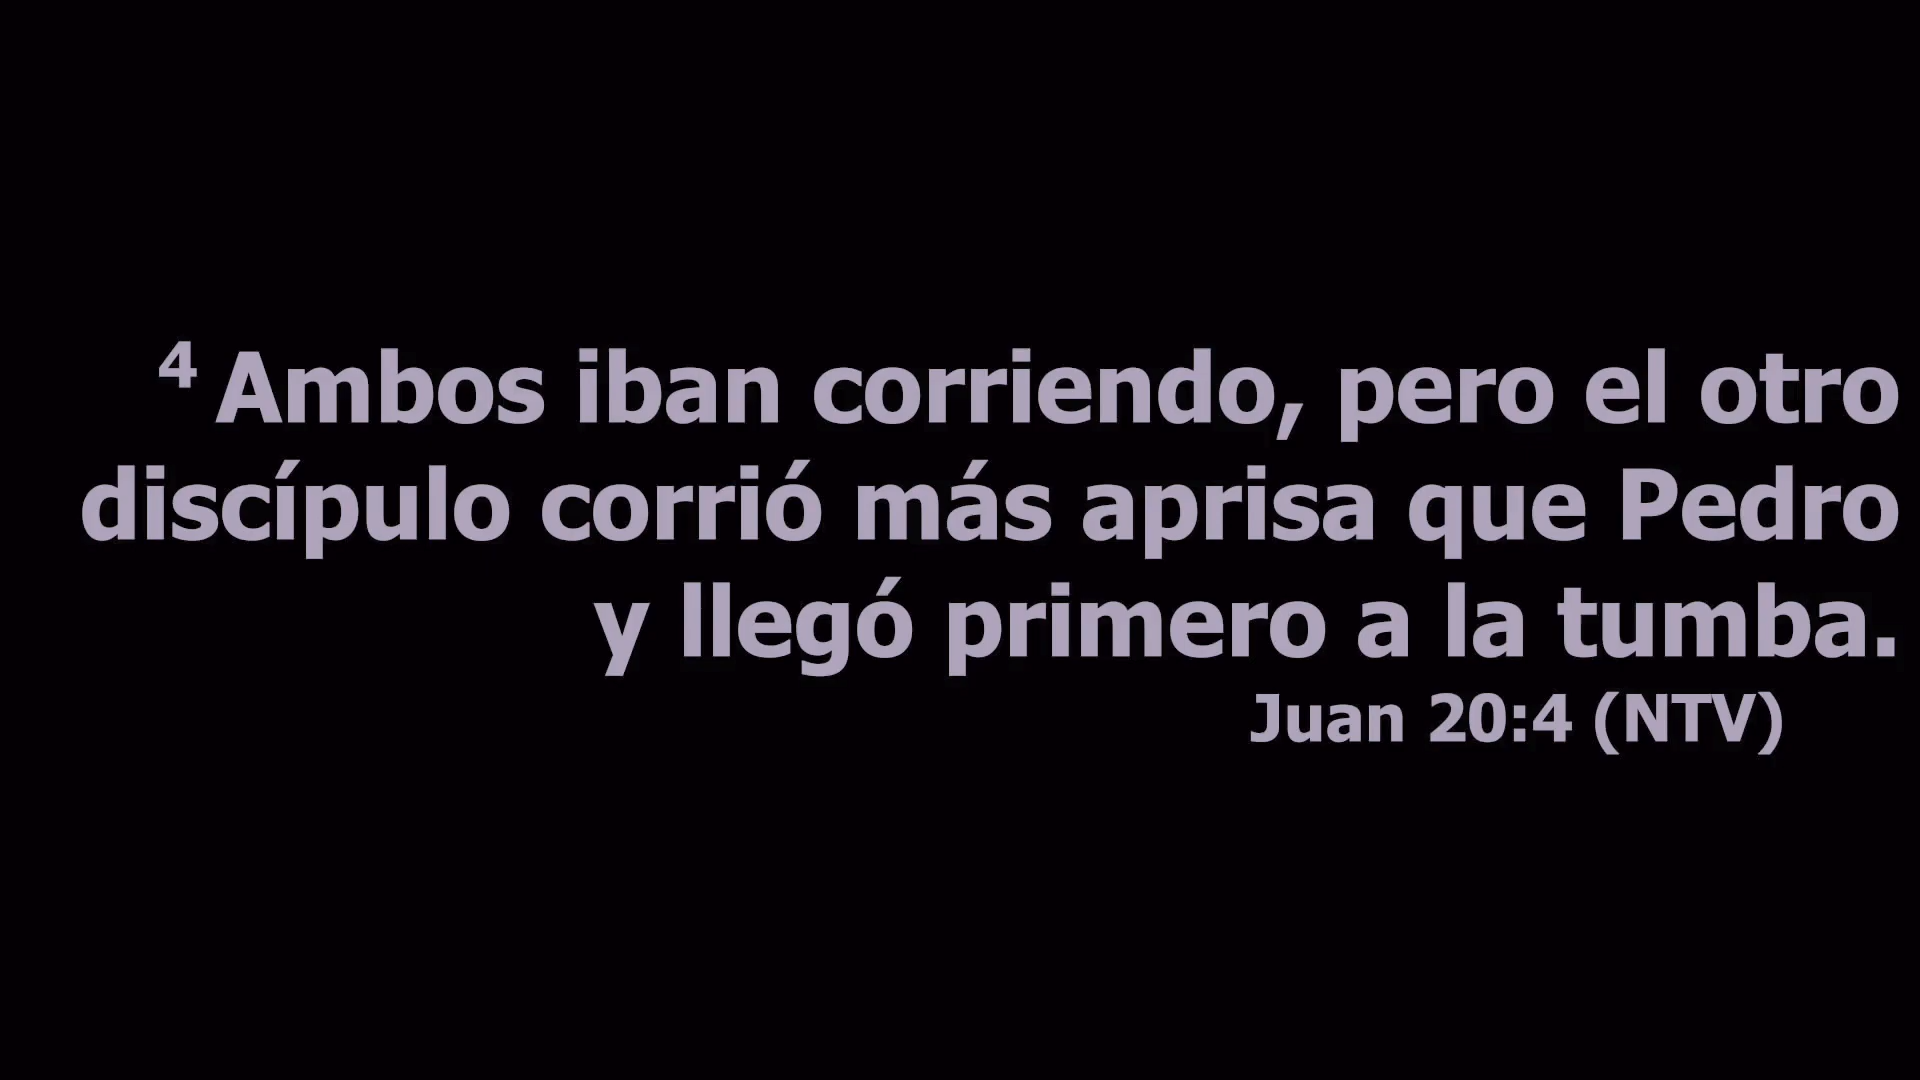 ⁴ Ambos iban corriendo, pero el otro
discípulo corrió más aprisa que Pedro
y llegó primero a la tumba.
Juan 20:4 (NTV)